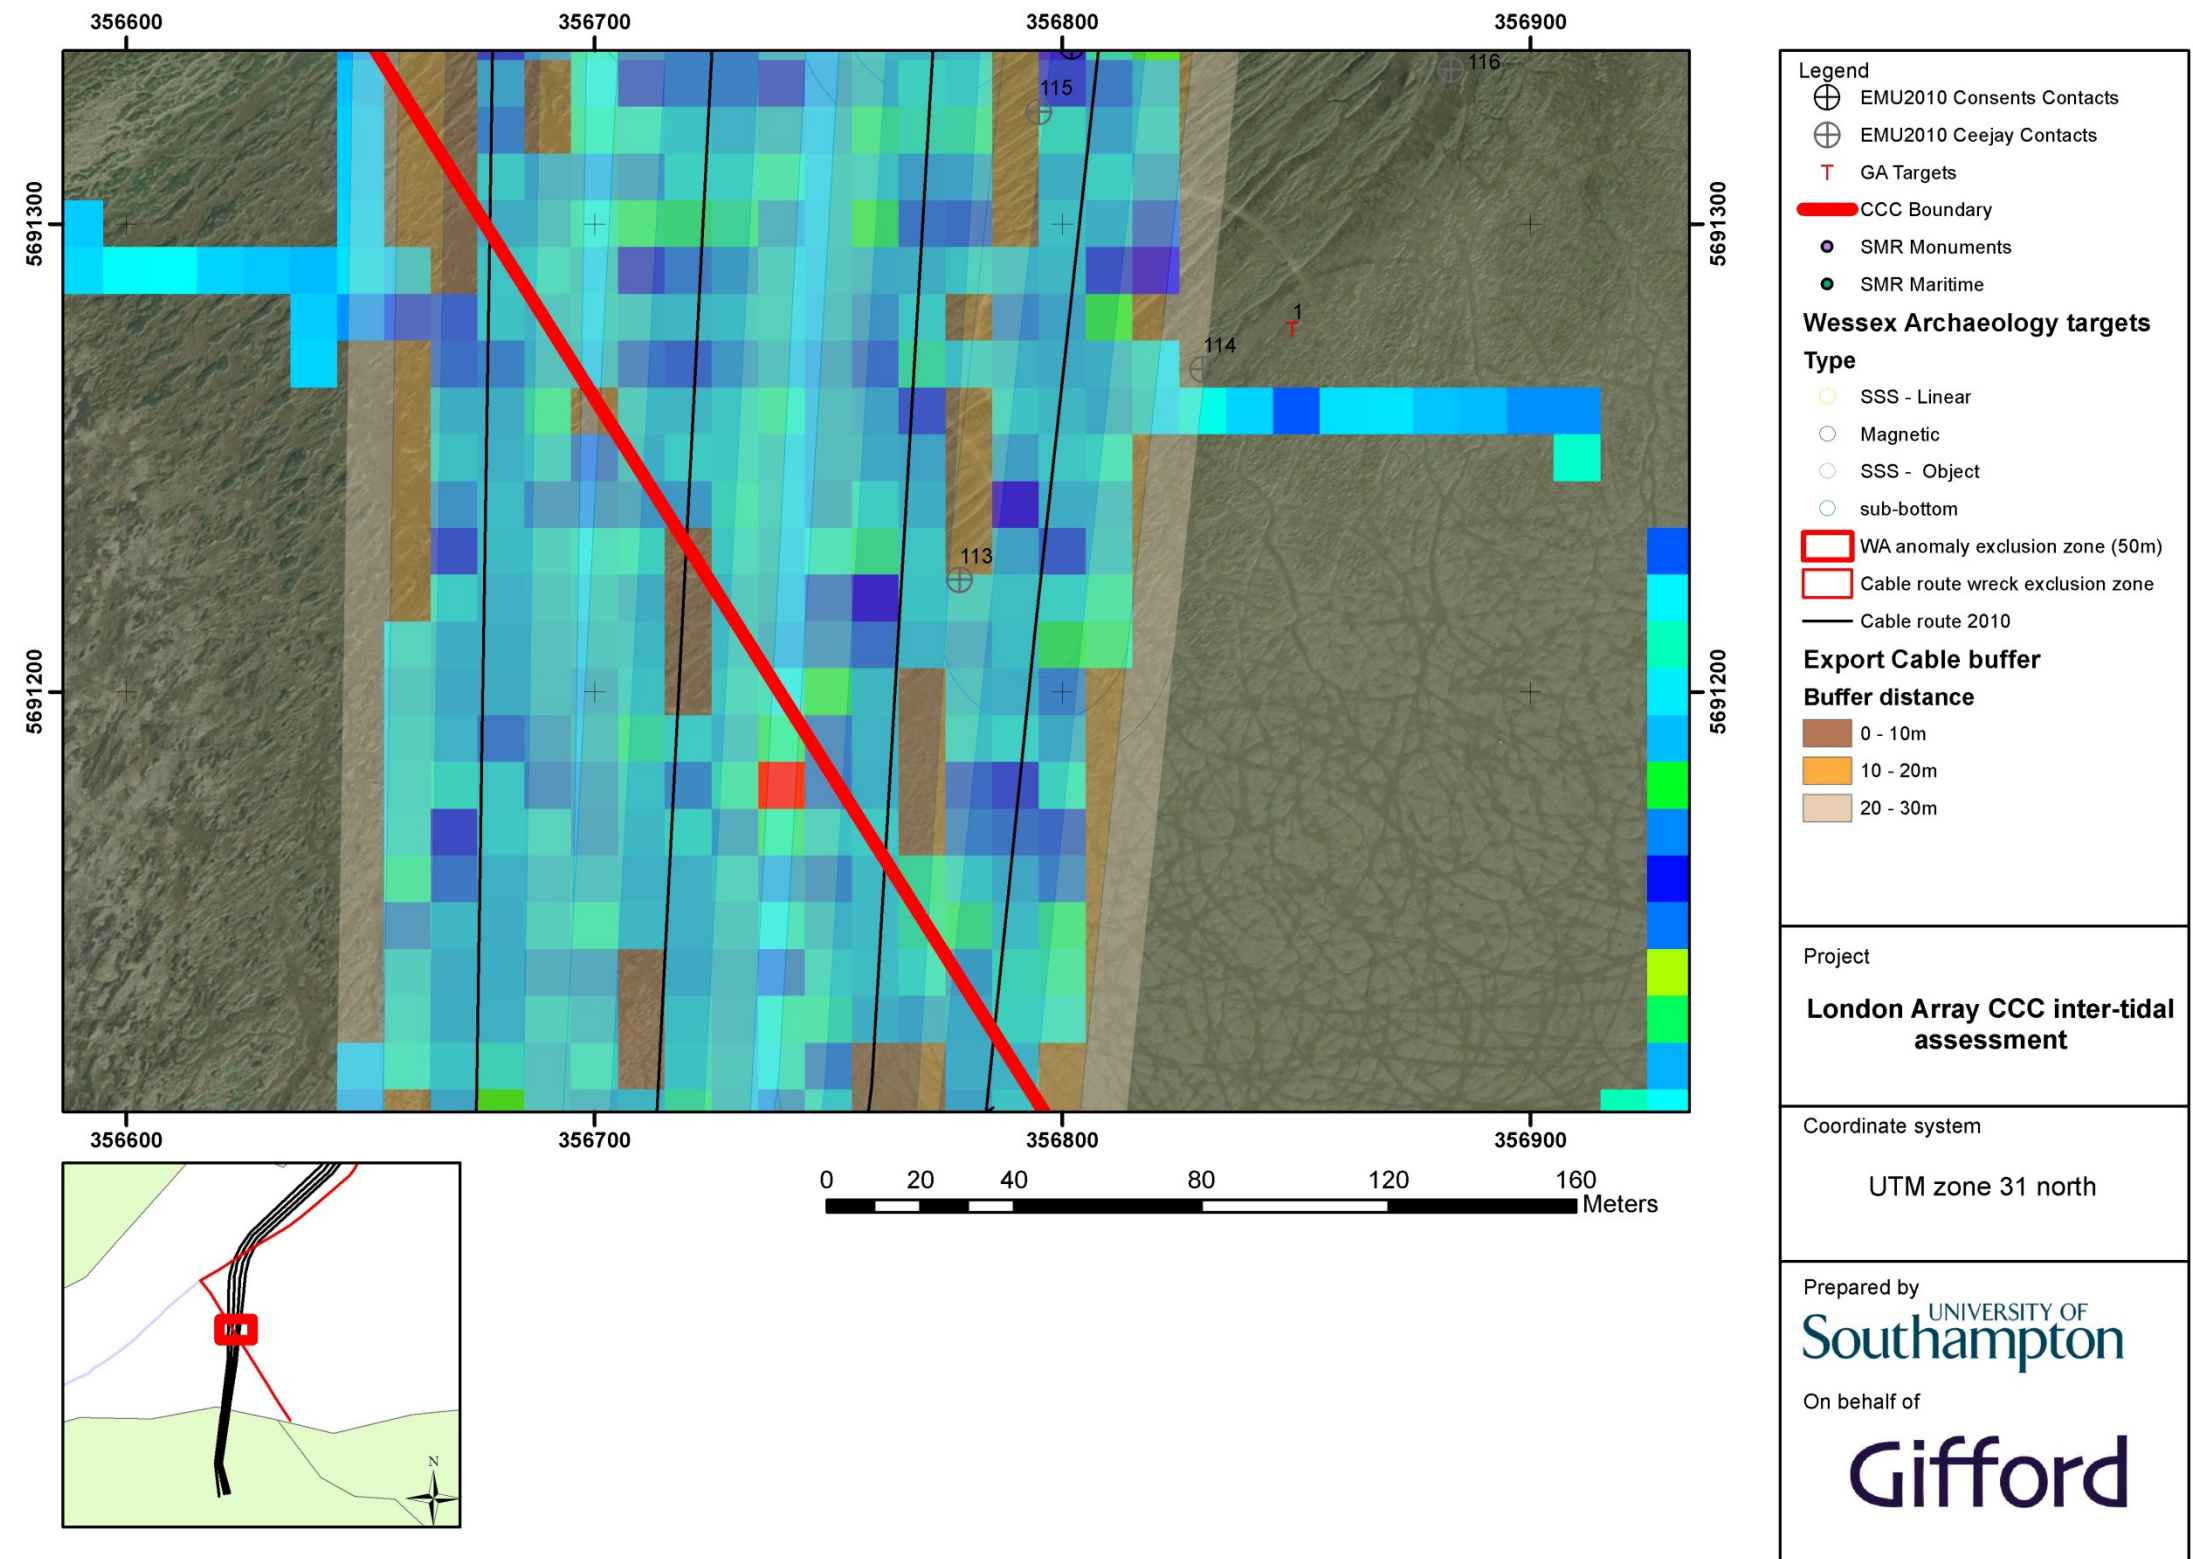 356600 356700 356800 356900
116
115
5691300 5691300
1
114
113
5691200 5691200
356600 356700 356800 356900
0 20 40 80 120 160
Meters
N
Legend
EMU2010 Consents Contacts
EMU2010 Ceejay Contacts
T GA Targets
T
CCC Boundary
SMR Monuments
SMR Maritime
Wessex Archaeology targets
Type
SSS - Linear
Magnetic
SSS - Object
sub-bottom
WA anomaly exclusion zone (50m)
Cable route wreck exclusion zone
Cable route 2010
Export Cable buffer
Buffer distance
0 - 10m
10 - 20m
20 - 30m
Project
London Array CCC inter-tidal
assessment
Coordinate system
UTM zone 31 north
Prepared by
UNIVERSITY OF
Southampton
On behalf of
Gifford